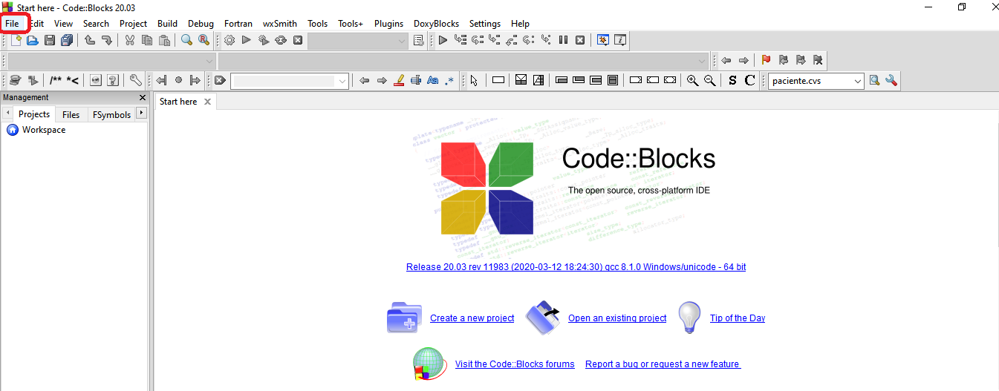 Start here - Code::Blocks 20.03
File Edit View Search Project Build Debug Fortran wxSmith Tools Tools+ Plugins DoxyBlocks Settings Help
/** *< Aa .* S C paciente.cvs
Management
Projects Files FSymbols
Workspace
Start here
Code::Blocks
The open source, cross-platform IDE
Release 20.03 rev 11983 (2020-03-12 18:24:30) gcc 8.1.0 Windows/unicode - 64 bit
Create a new project Open an existing project Tip of the Day
Visit the Code::Blocks forums Report a bug or request a new feature